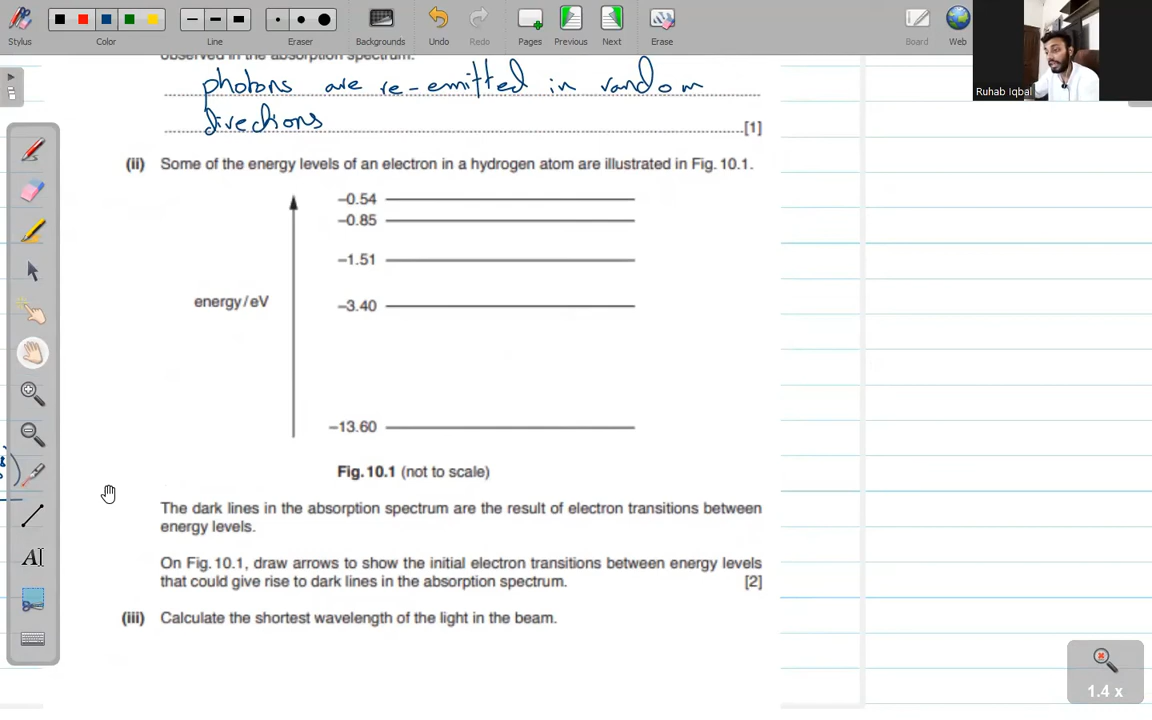 Stylus
Color
Line
Eraser
Backgrounds
Undo
Redo
Pages
Previous
Next
Erase
Board
Web
Ruhab Iqbal
observed in the absorption spectrum.
photons are re-emitted in random
directions
[1]
(ii) Some of the energy levels of an electron in a hydrogen atom are illustrated in Fig. 10.1.
–0.54
–0.85
–1.51
energy/eV
–3.40
–13.60
Fig. 10.1 (not to scale)
The dark lines in the absorption spectrum are the result of electron transitions between
energy levels.
On Fig. 10.1, draw arrows to show the initial electron transitions between energy levels
that could give rise to dark lines in the absorption spectrum. [2]
(iii) Calculate the shortest wavelength of the light in the beam.
1.4 x